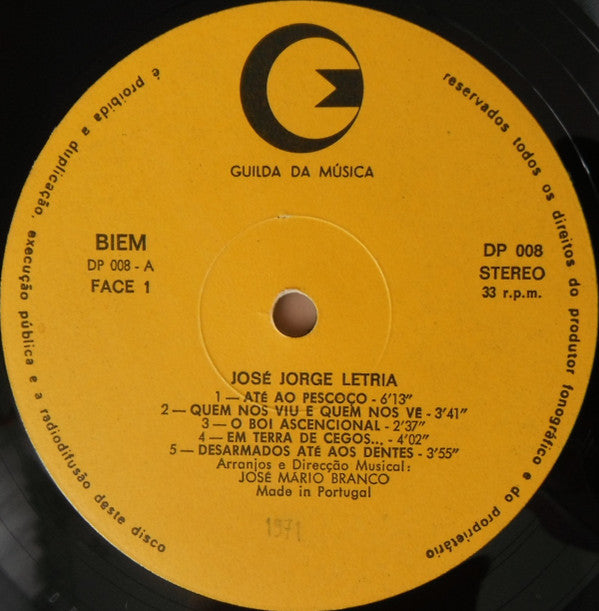 reservados todos os direitos do produtor fonográfico e do proprietário
é proibida a duplicação, execução pública e a radiodifusão deste disco
GUILDA DA MÚSICA
BIEM
DP 008 - A
FACE 1
DP 008
STEREO
33 r.p.m.
JOSÉ JORGE LETRIA
1 — ATÉ AO PESCOÇO - 6'13"
2 — QUEM NOS VIU E QUEM NOS VÊ - 3'41"
3 — O BOI ASCENCIONAL - 2'37"
4 — EM TERRA DE CEGOS... - 4'02"
5 — DESARMADOS ATÉ AOS DENTES - 3'55"
Arranjos e Direcção Musical:
JOSÉ MÁRIO BRANCO
Made in Portugal
1971